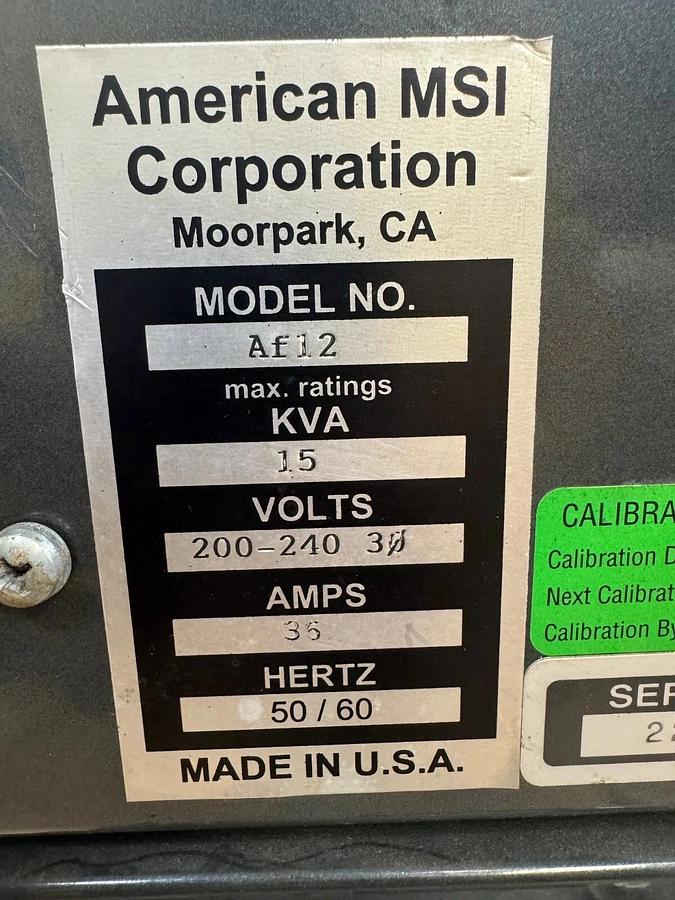 American MSI
Corporation
Moorpark, CA
MODEL NO.
Af12
max. ratings
KVA
15
VOLTS
200-240 3Ø
AMPS
36
HERTZ
50 / 60
MADE IN U.S.A.
CALIBRA
Calibration D
Next Calibrat
Calibration By
SER
22